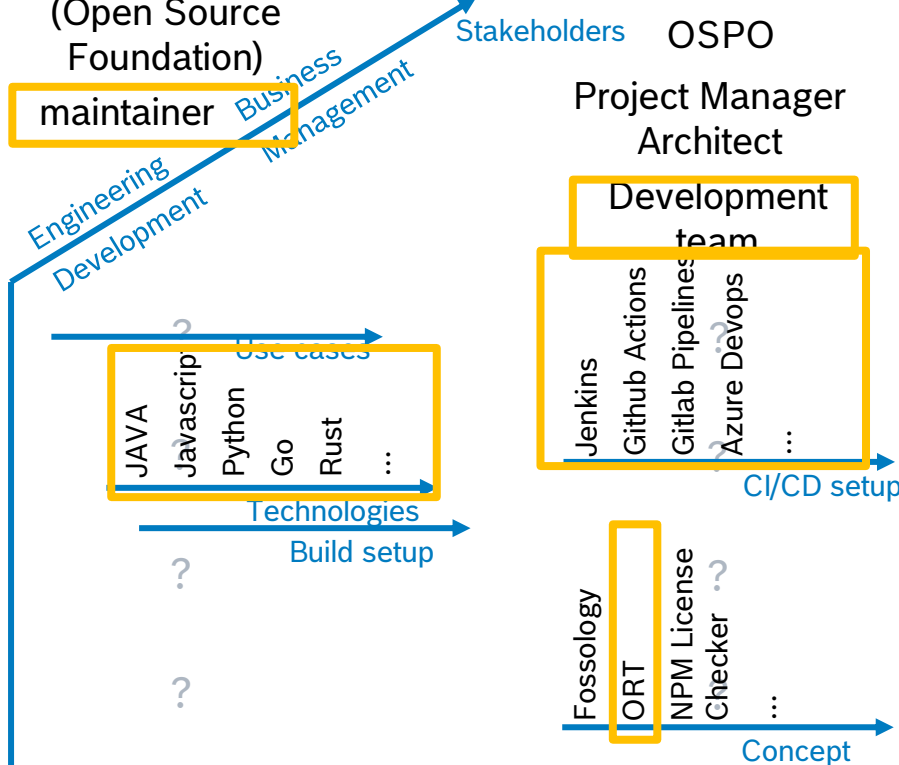 (Open Source
Foundation)
maintainer
Business
Management
Engineering
Development
Stakeholders
OSPO
Project Manager
Architect
Development
team
?
Use cases
JAVA
Javascript
Python
Go
Rust
...
?
Technologies
Build setup
?
?
Jenkins
Github Actions
Gitlab Pipelines
Azure Devops
...
?
?
CI/CD setup
Fossology
ORT
NPM License
Checker
...
?
?
Concept